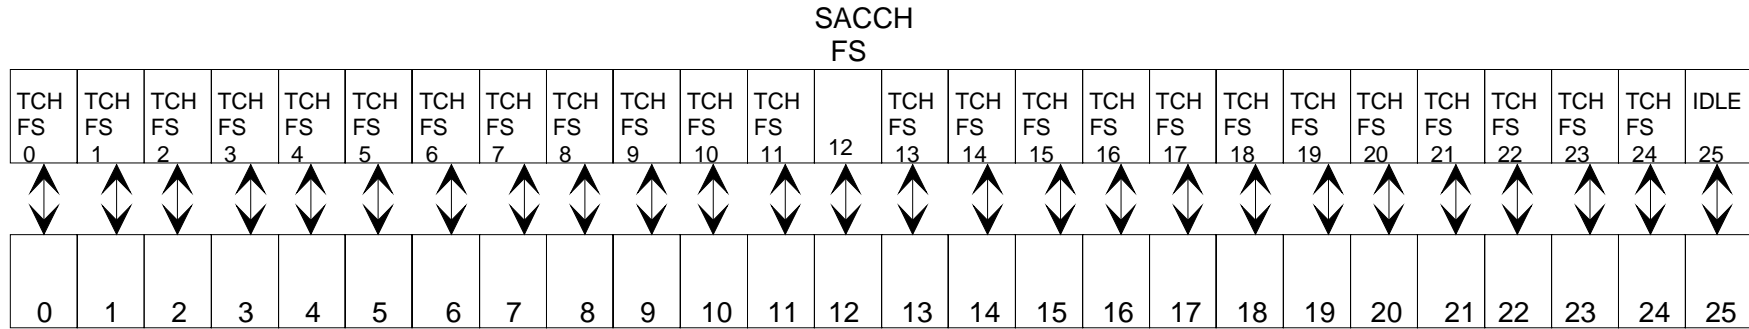 SACCH
FS
TCH TCH TCH TCH TCH TCH TCH TCH TCH TCH TCH TCH TCH TCH TCH TCH TCH TCH TCH TCH TCH TCH TCH TCH IDLE
FS FS FS FS FS FS FS FS FS FS FS FS FS FS FS FS FS FS FS FS FS FS FS FS
0 1 2 3 4 5 6 7 8 9 10 11 12 13 14 15 16 17 18 19 20 21 22 23 24 25
0 1 2 3 4 5 6 7 8 9 10 11 12 13 14 15 16 17 18 19 20 21 22 23 24 25